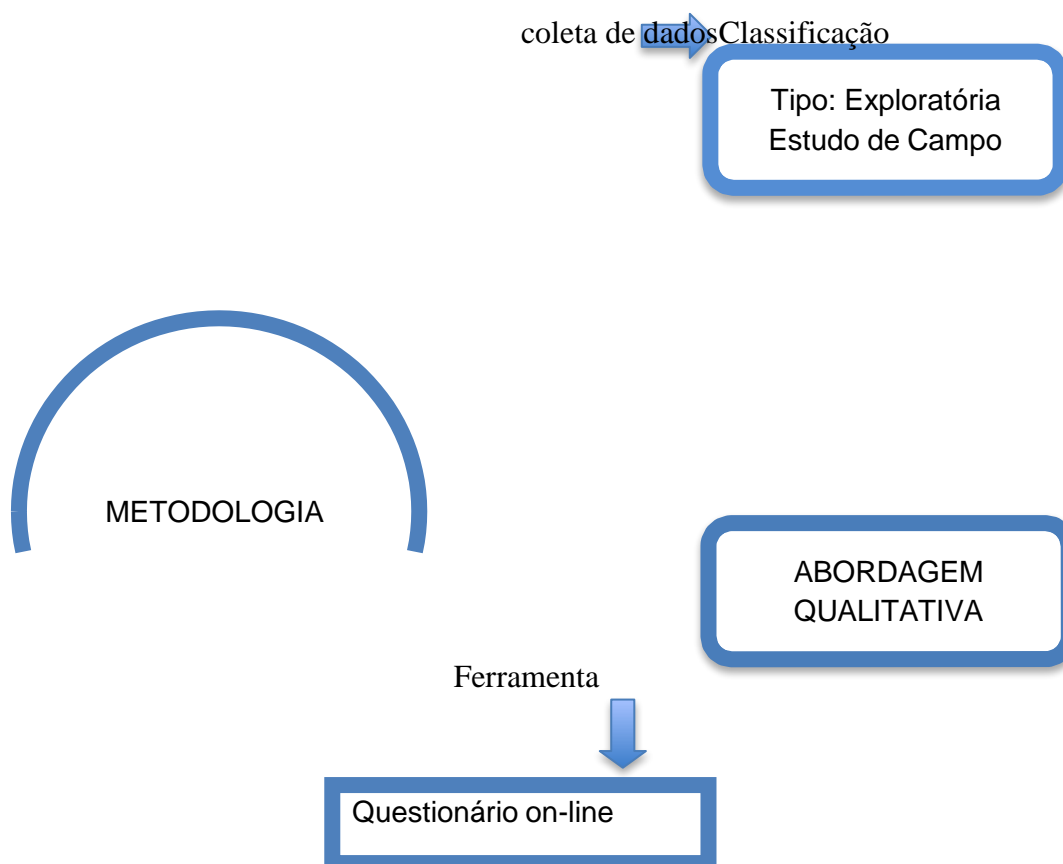 coleta de dadosClassificação
Tipo: Exploratória
Estudo de Campo
METODOLOGIA
ABORDAGEM
QUALITATIVA
Ferramenta
Questionário on-line